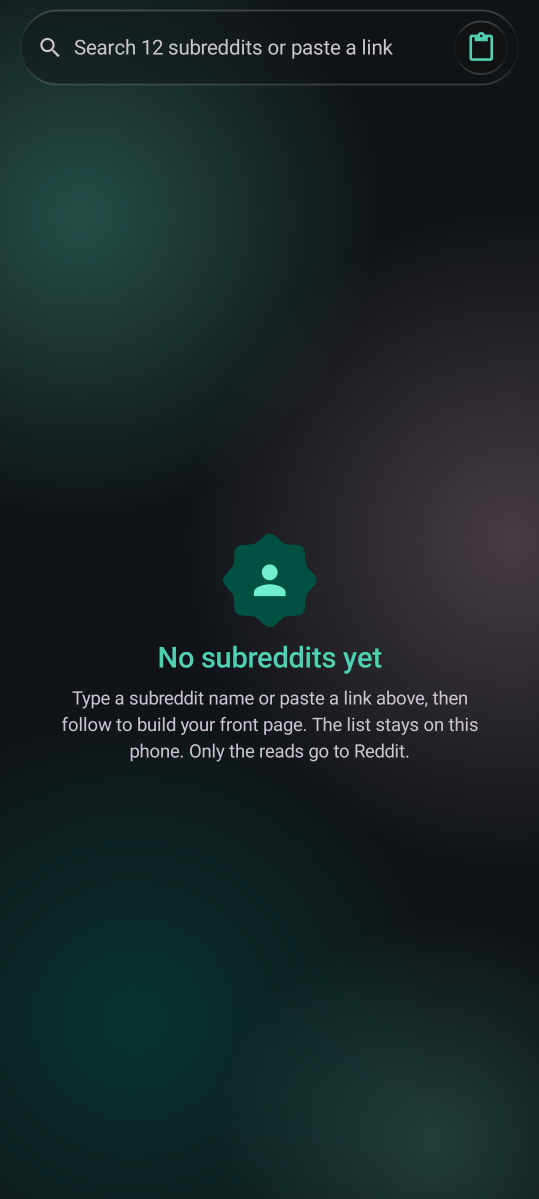 Search 12 subreddits or paste a link
No subreddits yet
Type a subreddit name or paste a link above, then
follow to build your front page. The list stays on this
phone. Only the reads go to Reddit.